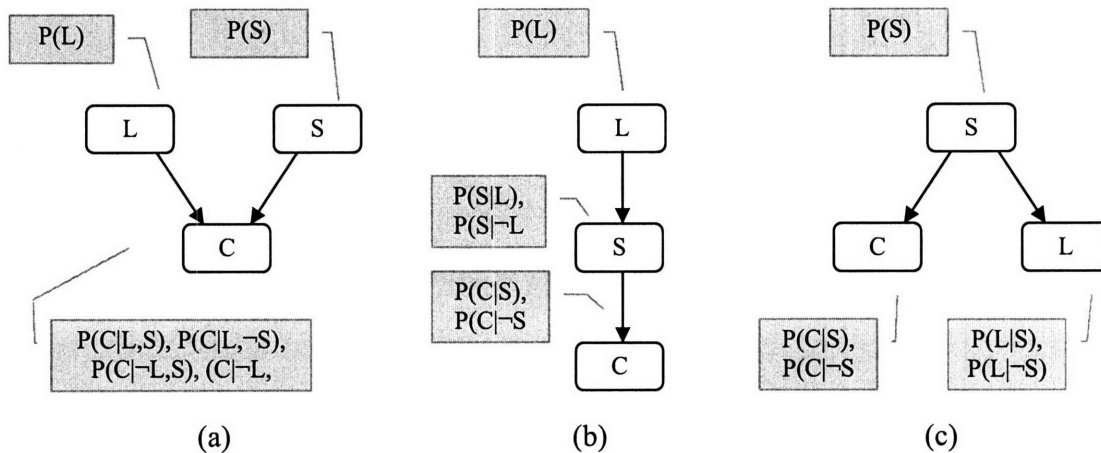 P(L)
P(S)
L
S
C
P(C|L,S), P(C|L,¬S),
P(C|¬L,S), (C|¬L,
(a)
P(L)
L
P(S|L),
P(S|¬L
S
P(C|S),
P(C|¬S
C
(b)
P(S)
S
C
L
P(C|S),
P(C|¬S
P(L|S),
P(L|¬S)
(c)